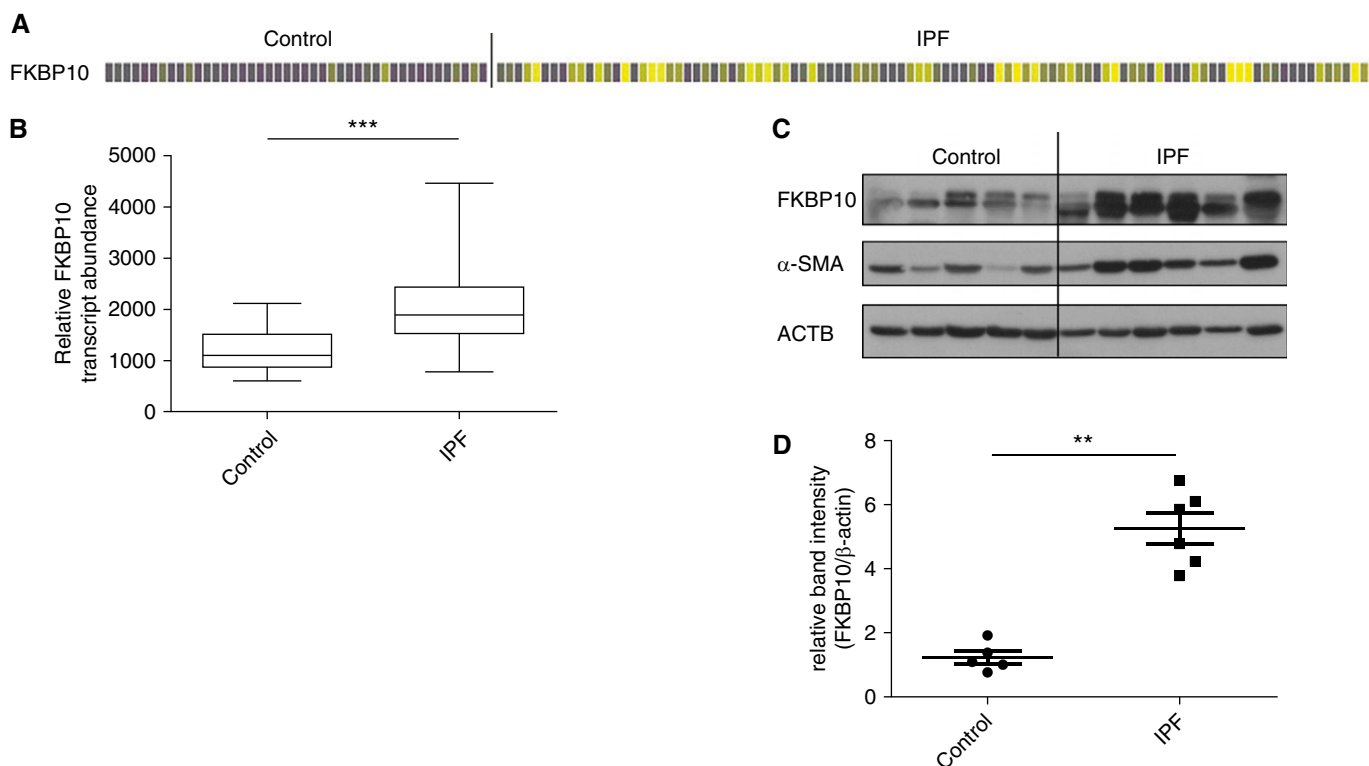 A
Control
IPF
FKBP10
B
***
Relative FKBP10
transcript abundance
5000
4000
3000
2000
1000
0
Control
IPF
C
Control
IPF
FKBP10
α-SMA
ACTB
D
**
relative band intensity
(FKBP10/β-actin)
8
6
4
2
0
Control
IPF